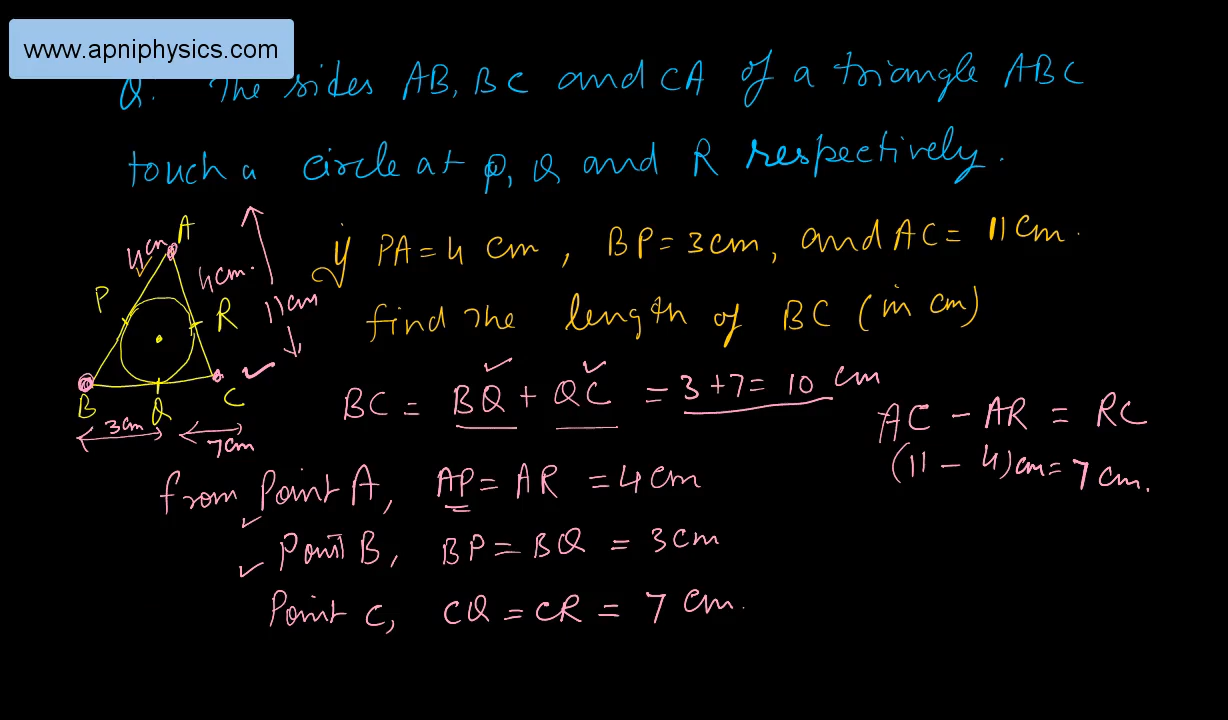 www.apniphysics.com
Q. The sides AB, BC and CA of a triangle ABC
touch a circle at P, Q and R respectively.
if PA = 4 cm, BP = 3cm, and AC = 11 cm.
find the length of BC (in cm)
A
4 cm
4cm.
P
R
11cm
B
Q
C
3cm
7cm
BC = BQ + QC = 3 + 7 = 10 cm
AC - AR = RC
(11 - 4) cm = 7 cm.
from Point A, AP = AR = 4 cm
Point B, BP = BQ = 3 cm
Point C, CQ = CR = 7 cm.